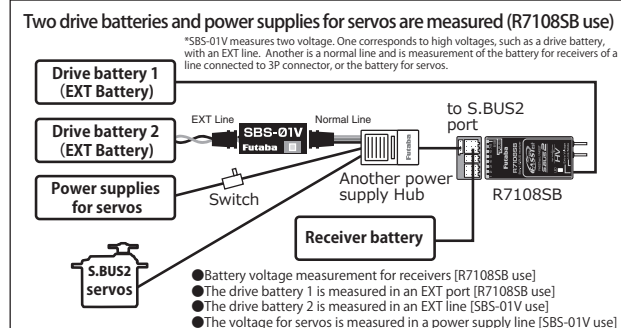 Two drive batteries and power supplies for servos are measured (R7108SB use)
*SBS-01V measures two voltage. One corresponds to high voltages, such as a drive battery,
with an EXT line. Another is a normal line and is measurement of the battery for receivers of a
line connected to 3P connector, or the battery for servos.
Drive battery 1
(EXT Battery)
Drive battery 2
(EXT Battery)
EXT Line
SBS-01V
Futaba
Normal Line
Futaba
to S.BUS2
port
R7108SB
Power supplies
for servos
Switch
Another power
supply Hub
Receiver battery
S.BUS2
servos
●Battery voltage measurement for receivers [R7108SB use]
●The drive battery 1 is measured in an EXT port [R7108SB use]
●The drive battery 2 is measured in an EXT line [SBS-01V use]
●The voltage for servos is measured in a power supply line [SBS-01V use]